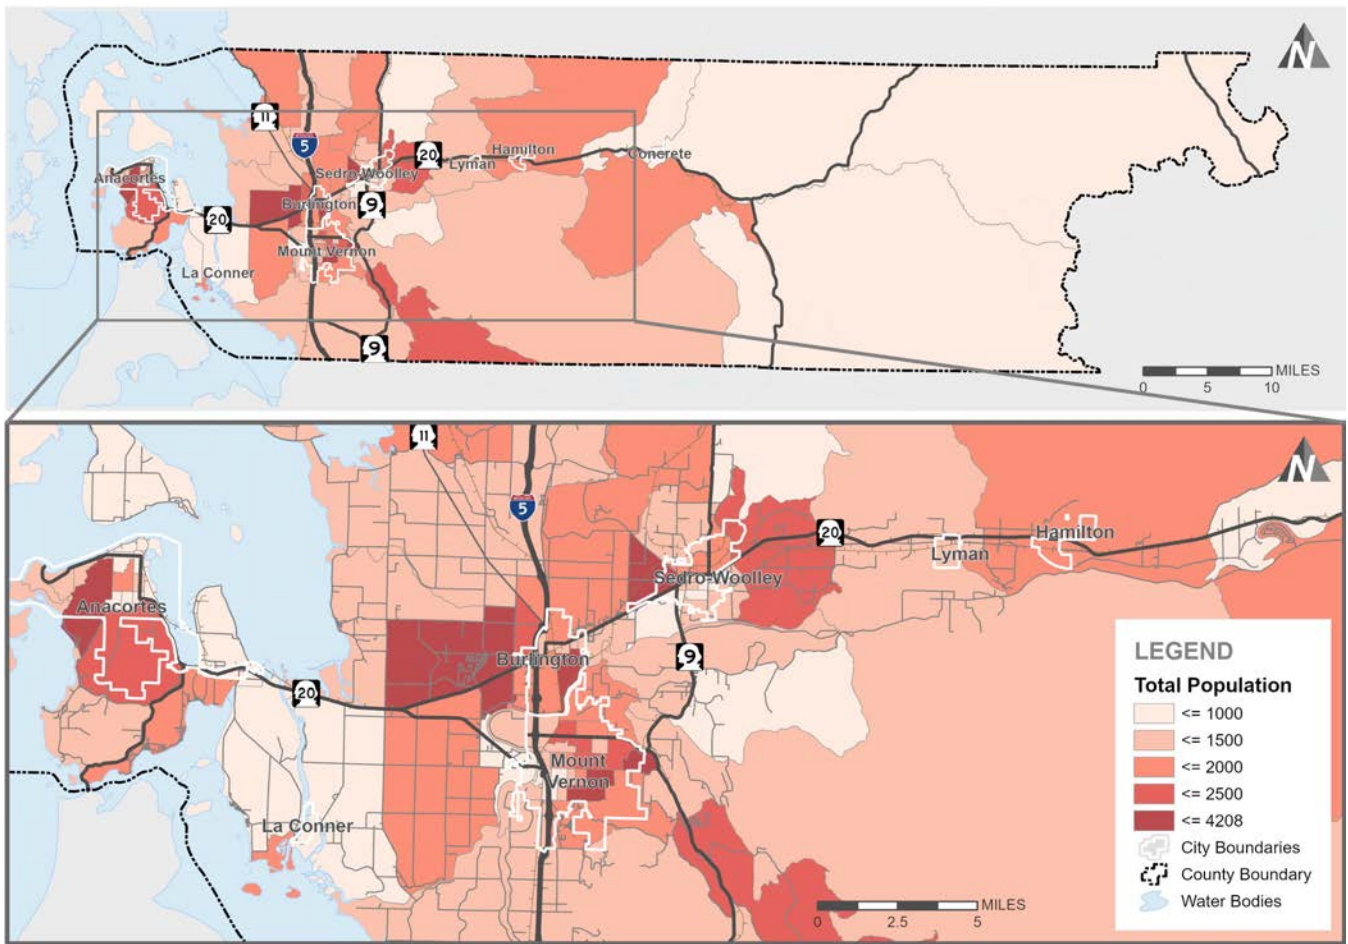 N
11
5
20
Hamilton
Lyman
Concrete
Sedro-Woolley
Anacortes
Burlington
9
20
Mount Vernon
La Conner
9
MILES
0 5 10
11
N
5
20
Hamilton
Lyman
Sedro-Woolley
Anacortes
Burlington
9
20
Mount
Vernon
La Conner
MILES
0 2.5 5
LEGEND
Total Population
<= 1000
<= 1500
<= 2000
<= 2500
<= 4208
City Boundaries
County Boundary
Water Bodies